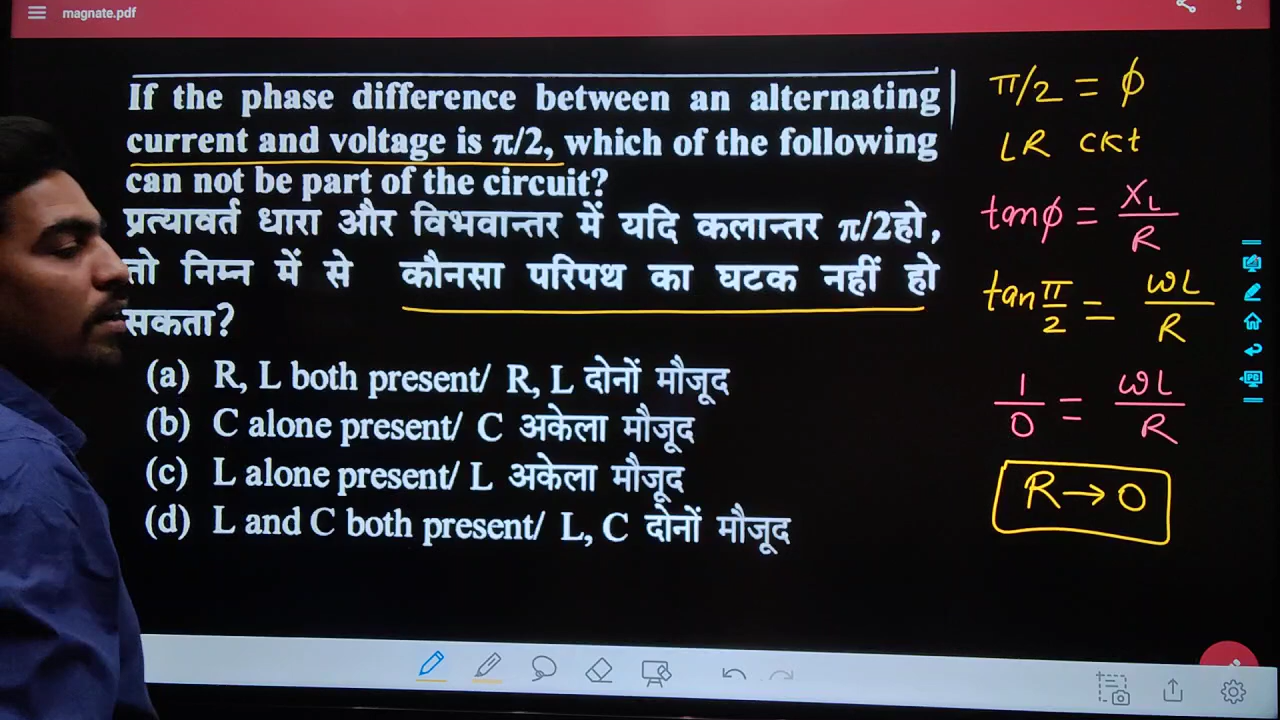 magnate.pdf
If the phase difference between an alternating
current and voltage is π/2, which of the following
can not be part of the circuit?
प्रत्यावर्त धारा और विभवान्तर में यदि कलान्तर π/2हो,
तो निम्न में से कौनसा परिपथ का घटक नहीं हो
सकता?
(a) R, L both present/ R, L दोनों मौजूद
(b) C alone present/ C अकेला मौजूद
(c) L alone present/ L अकेला मौजूद
(d) L and C both present/ L, C दोनों मौजूद
π/2 = ϕ
LR CKt
tanϕ = XL/R
tan π/2 = ωL/R
1/0 = ωL/R
R→0
PC